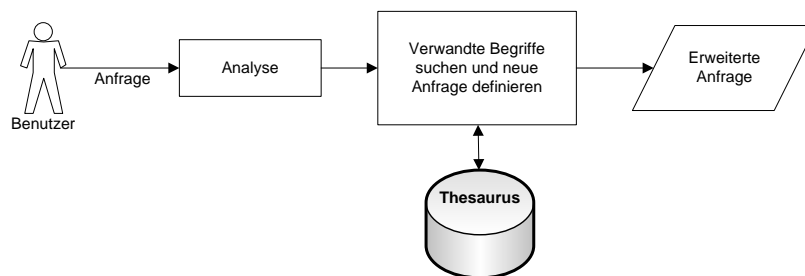 Benutzer
Anfrage
Analyse
Verwandte Begriffe
suchen und neue
Anfrage definieren
Erweiterte
Anfrage
Thesaurus